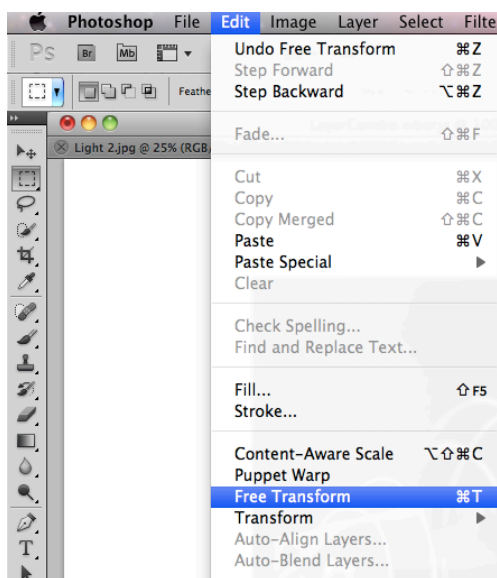 Photoshop File Edit Image Layer Select Filte
Ps Br Mb
Feathe
Light 2.jpg @ 25% (RGB/
Undo Free Transform ⌘Z
Step Forward ⇧⌘Z
Step Backward ⌥⌘Z
Fade... ⇧⌘F
Cut ⌘X
Copy ⌘C
Copy Merged ⇧⌘C
Paste ⌘V
Paste Special ▶
Clear
Check Spelling...
Find and Replace Text...
Fill... ⇧F5
Stroke...
Content-Aware Scale ⌥⇧⌘C
Puppet Warp
Free Transform ⌘T
Transform ▶
Auto-Align Layers...
Auto-Blend Layers...
T